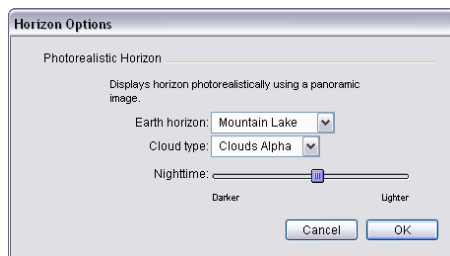 Horizon Options
Photorealistic Horizon
Displays horizon photorealistically using a panoramic
image.
Earth horizon: Mountain Lake
Cloud type: Clouds Alpha
Nighttime:
Darker Lighter
Cancel OK